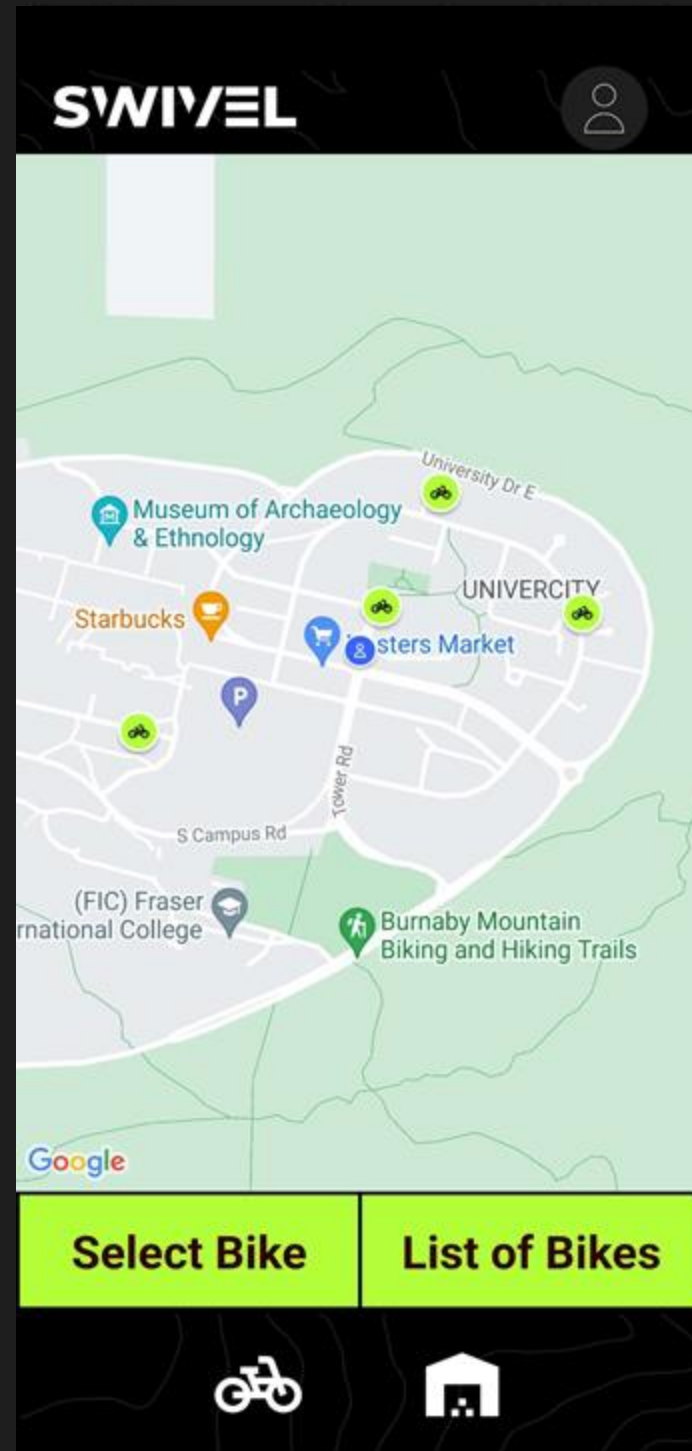 SWIVEL
University Dr E
Museum of Archaeology
& Ethnology
UNIVERCITY
Starbucks
sters Market
P
Tower Rd
S Campus Rd
(FIC) Fraser
rnational College
Burnaby Mountain
Biking and Hiking Trails
Google
Select Bike
List of Bikes